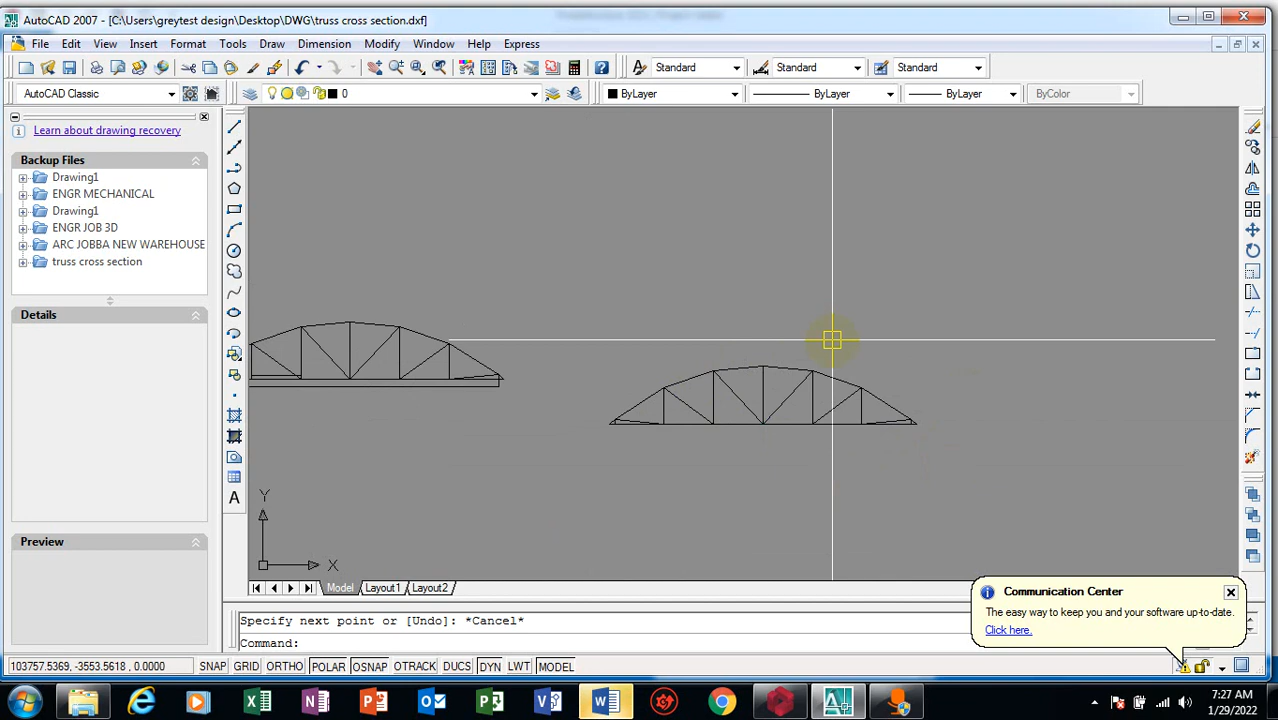 AutoCAD 2007 - [C:\Users\greytest design\Desktop\DWG\truss cross section.dxf]
File Edit View Insert Format Tools Draw Dimension Modify Window Help Express
Standard Standard Standard
AutoCAD Classic 0 ByLayer ByLayer ByLayer ByColor
Learn about drawing recovery
Backup Files
Drawing1
ENGR MECHANICAL
Drawing1
ENGR JOB 3D
ARC JOBBA NEW WAREHOUSE
truss cross section
Details
Preview
A
Y
X
Model Layout1 Layout2
Communication Center
The easy way to keep you and your software up-to-date.
Click here.
Specify next point or [Undo]: *Cancel*
Command:
103757.5369, -3553.5618 , 0.0000 SNAP GRID ORTHO POLAR OSNAP OTRACK DUCS DYN LWT MODEL
7:27 AM
1/29/2022